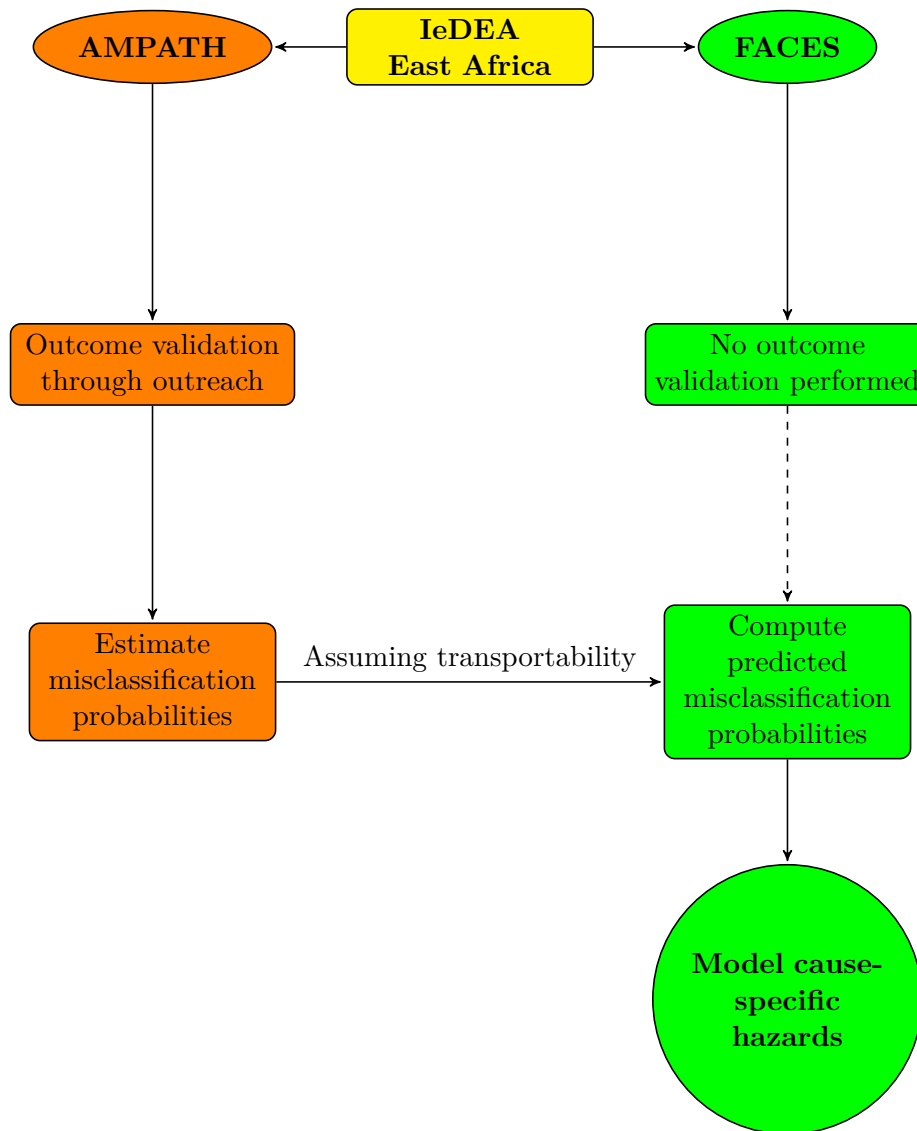 AMPATH
IeDEA
East Africa
FACES
Outcome validation
through outreach
No outcome
validation performed
Estimate
misclassification
probabilities
Assuming transportability
Compute
predicted
misclassification
probabilities
Model cause-
specific
hazards